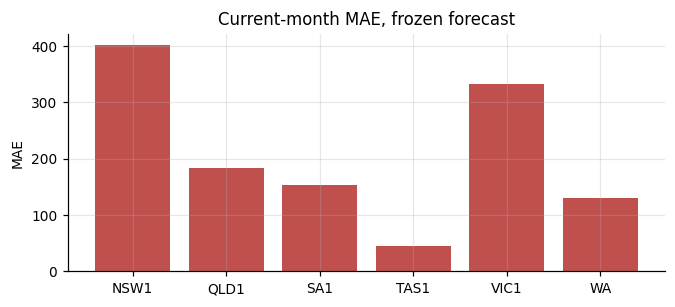 Current-month MAE, frozen forecast
MAE
400
300
200
100
0
NSW1 QLD1 SA1 TAS1 VIC1 WA